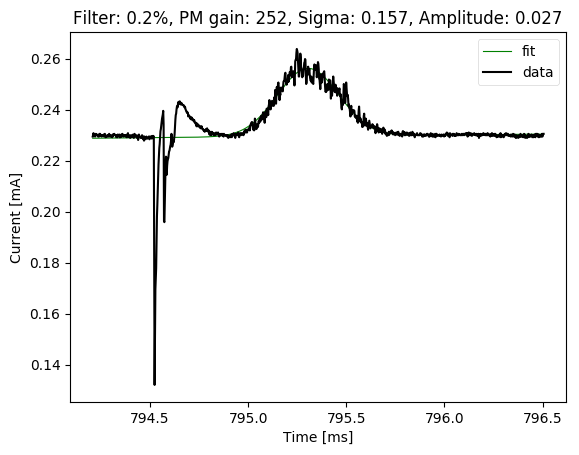 Filter: 0.2%, PM gain: 252, Sigma: 0.157, Amplitude: 0.027
fit
data
0.26
0.24
0.22
0.20
0.18
0.16
0.14
Current [mA]
794.5
795.0
795.5
796.0
796.5
Time [ms]